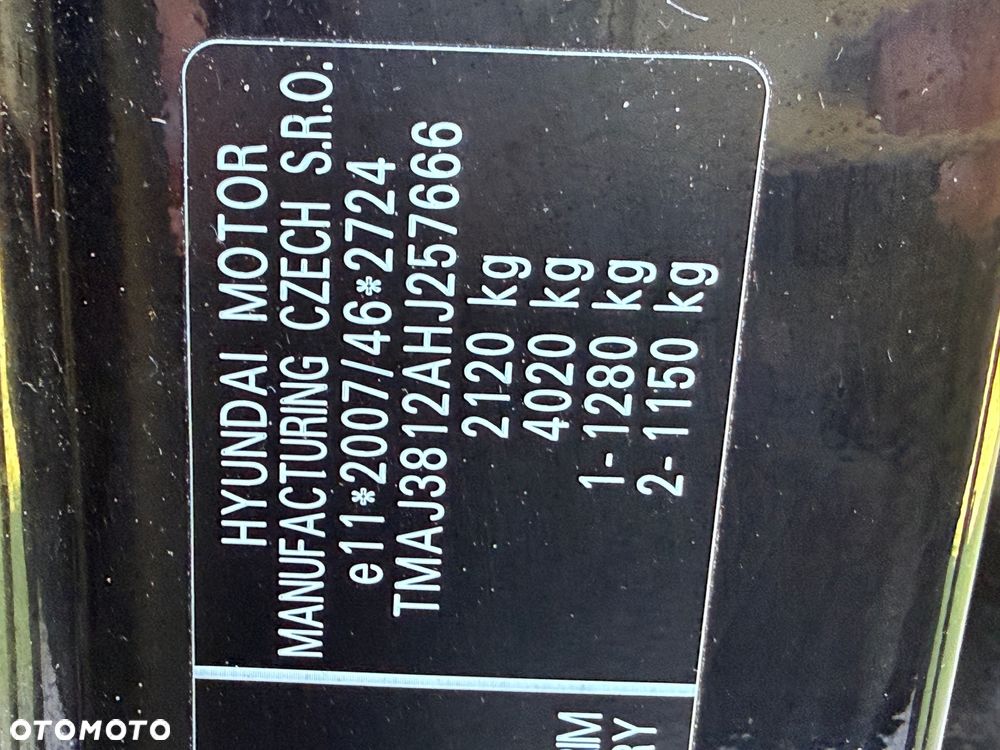 HYUNDAI MOTOR
MANUFACTURING CZECH S.R.O.
e11*2007/46*2724
TMAJ3812AHJ257666
2120 kg
4020 kg
1- 1280 kg
2- 1150 kg
OTOMOTO